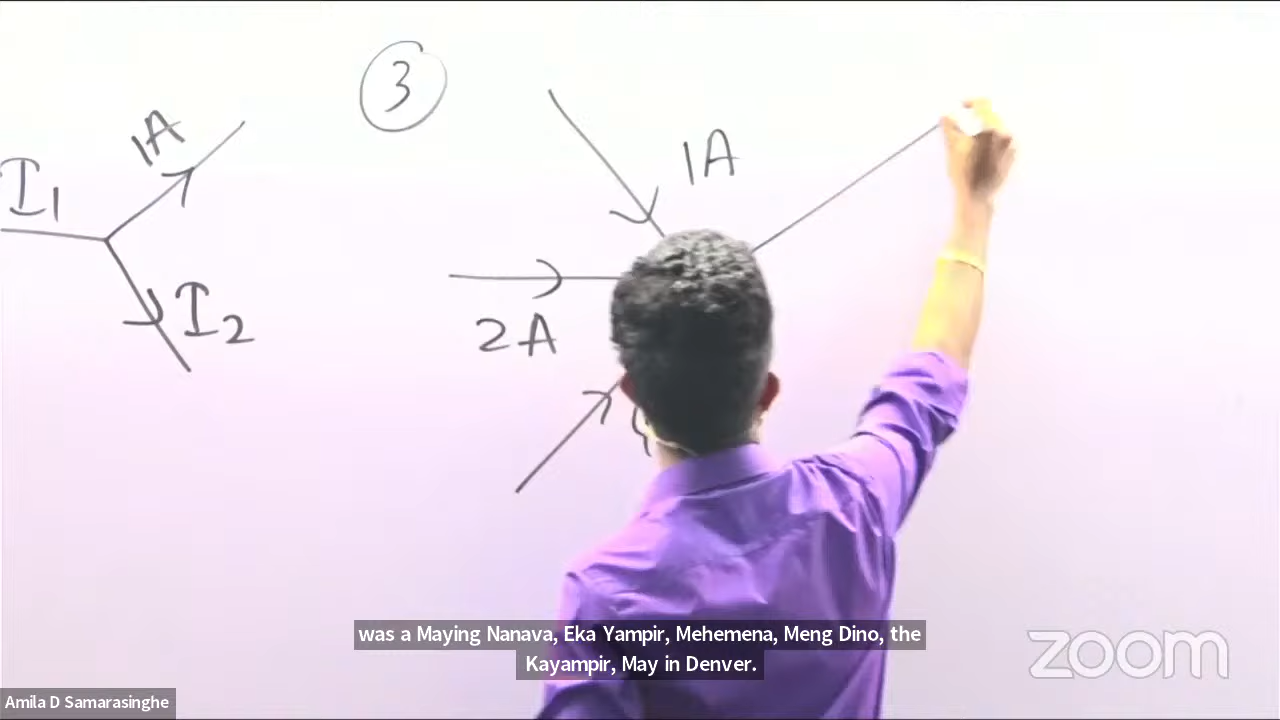 3
1A
I1
I2
1A
2A
was a Maying Nanava, Eka Yampir, Mehemena, Meng Dino, the
Kayampir, May in Denver.
zoom
Amila D Samarasinghe